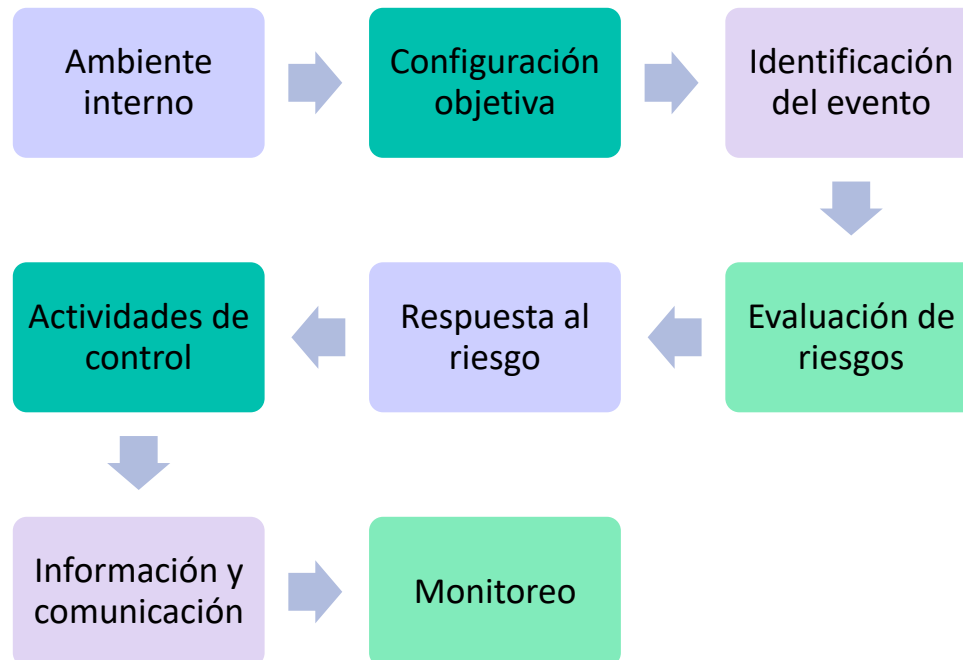 Ambiente
interno
Configuración
objetiva
Identificación
del evento
Evaluación de
riesgos
Respuesta al
riesgo
Actividades de
control
Información y
comunicación
Monitoreo